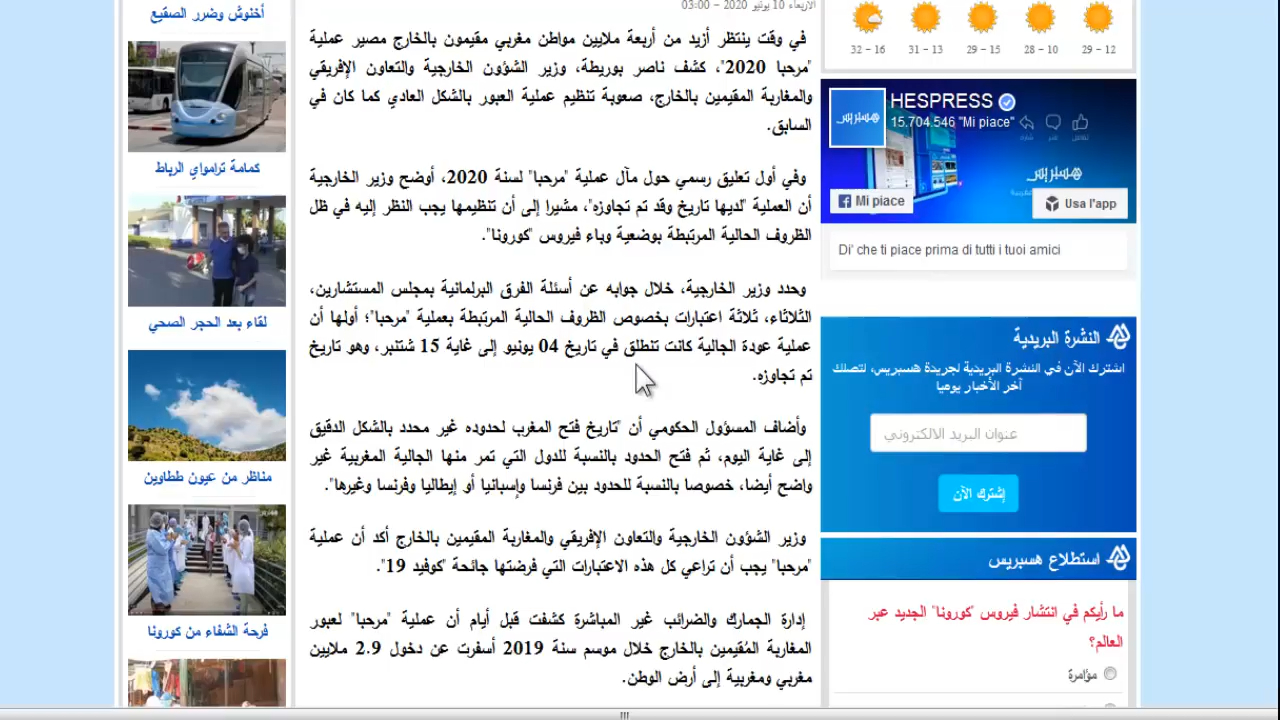 الاربعاء 10 يونيو 2020 - 03:00
في وقت ينتظر أزيد من أربعة ملايين مواطن مغربي مقيمون بالخارج مصير عملية
"مرحبا 2020"، كشف ناصر بوريطة، وزير الشؤون الخارجية والتعاون الإفريقي
والمغاربة المقيمين بالخارج، صعوبة تنظيم عملية العبور بالشكل العادي كما كان في
السابق.
وفي أول تعليق رسمي حول مآل عملية "مرحبا" لسنة 2020، أوضح وزير الخارجية
أن العملية "لديها تاريخ وقد تم تجاوزه"، مشيرا إلى أن تنظيمها يجب النظر إليه في ظل
الظروف الحالية المرتبطة بوضعية وباء فيروس "كورونا".
وحدد وزير الخارجية، خلال جوابه عن أسئلة الفرق البرلمانية بمجلس المستشارين،
الثلاثاء، ثلاثة اعتبارات بخصوص الظروف الحالية المرتبطة بعملية "مرحبا"؛ أولها أن
عملية عودة الجالية كانت تنطلق في تاريخ 04 يونيو إلى غاية 15 شتنبر، وهو تاريخ
تم تجاوزه.
وأضاف المسؤول الحكومي أن "تاريخ فتح المغرب لحدوده غير محدد بالشكل الدقيق
إلى غاية اليوم، ثم فتح الحدود بالنسبة للدول التي تمر منها الجالية المغربية غير
واضح أيضا، خصوصا بالنسبة للحدود بين فرنسا وإسبانيا أو إيطاليا وفرنسا وغيرها".
وزير الشؤون الخارجية والتعاون الإفريقي والمغاربة المقيمين بالخارج أكد أن عملية
"مرحبا" يجب أن تراعي كل هذه الاعتبارات التي فرضتها جائحة "كوفيد 19".
إدارة الجمارك والضرائب غير المباشرة كشفت قبل أيام أن عملية "مرحبا" لعبور
المغاربة المُقيمين بالخارج خلال موسم سنة 2019 أسفرت عن دخول 2.9 ملايين
مغربي ومغربية إلى أرض الوطن.
32 - 16
31 - 13
29 - 15
28 - 10
29 - 12
HESPRESS
15.704.546 "Mi piace"
هسبريس
هسبريس
Mi piace
Usa l'app
Di' che ti piace prima di tutti i tuoi amici
النشرة البريدية
اشترك الآن في النشرة البريدية لجريدة هسبريس، لتصلك
آخر الأخبار يوميا
عنوان البريد الالكتروني
إشترك الآن
استطلاع هسبريس
ما رأيكم في انتشار فيروس "كورونا" الجديد عبر
العالم؟
مؤامرة
أخنوش وضرر الصقيع
كمامة ترامواي الرباط
لقاء بعد الحجر الصحي
مناظر من عيون طاوين
فرحة الشفاء من كورونا